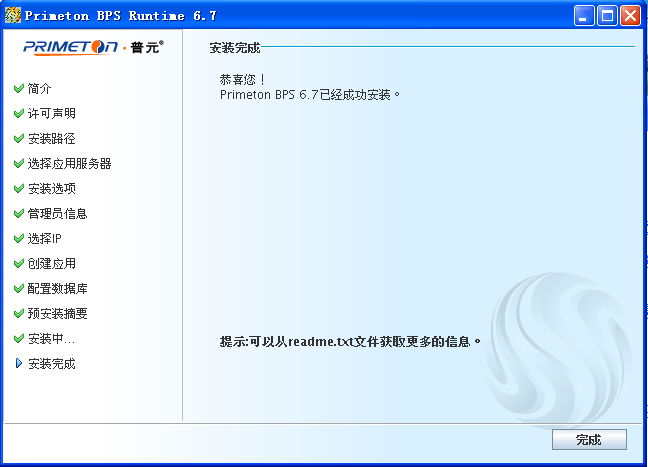 Primeton BPS Runtime 6.7
PRIMETON·普元®
简介
许可声明
安装路径
选择应用服务器
安装选项
管理员信息
选择IP
创建应用
配置数据库
预安装摘要
安装中...
安装完成
安装完成
恭喜您！
Primeton BPS 6.7已经成功安装。
提示:可以从readme.txt文件获取更多的信息。
完成